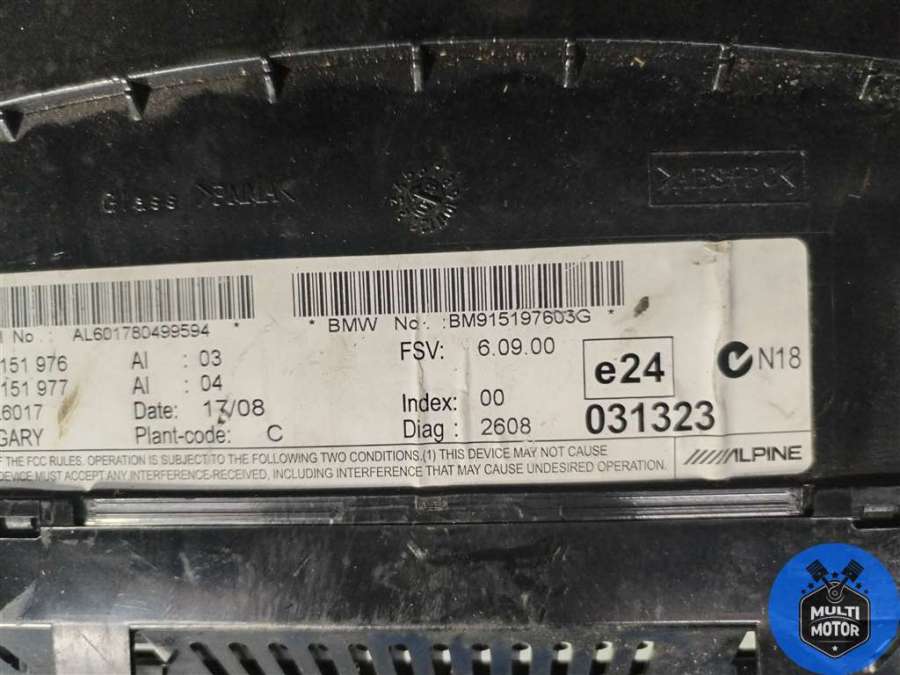 Glass >PMMA<
>ABS+PC<
No.: AL601780499594 *
* BMW No.: BM915197603G *
151 976 AI : 03
151 977 AI : 04
6017 Date: 17/08
GARY Plant-code: C
FSV: 6.09.00
Index: 00
Diag : 2608
e24
031323
N18
F THE FCC RULES. OPERATION IS SUBJECT TO THE FOLLOWING TWO CONDITIONS.(1) THIS DEVICE MAY NOT CAUSE
DEVICE MUST ACCEPT ANY INTERFERENCE-RECEIVED, INCLUDING INTERFERENCE THAT MAY CAUSE UNDESIRED OPERATION.
ALPINE
MULTI
MOTOR